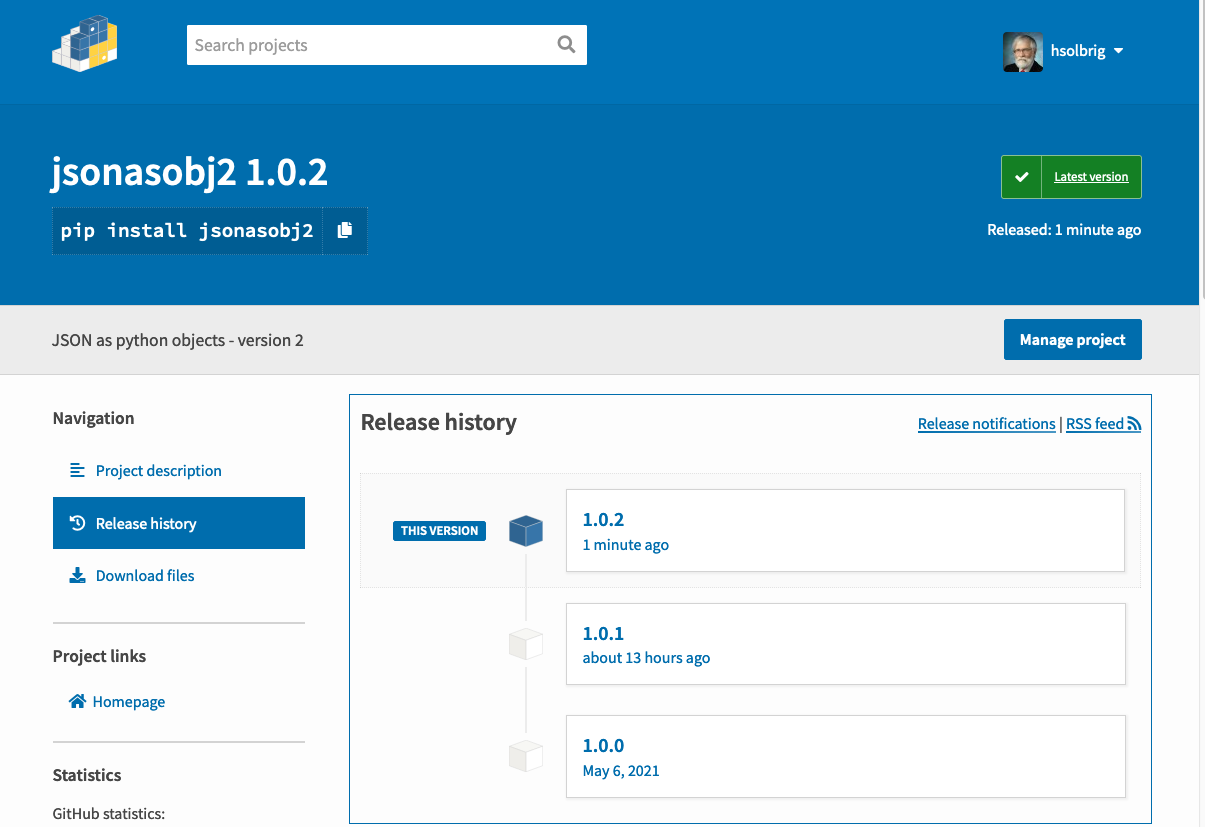 Search projects
hsolbrig
jsonasobj2 1.0.2
Latest version
pip install jsonasobj2
Released: 1 minute ago
JSON as python objects - version 2
Manage project
Navigation
Project description
Release history
Download files
Project links
Homepage
Statistics
GitHub statistics:
Release history
Release notifications | RSS feed
THIS VERSION
1.0.2
1 minute ago
1.0.1
about 13 hours ago
1.0.0
May 6, 2021